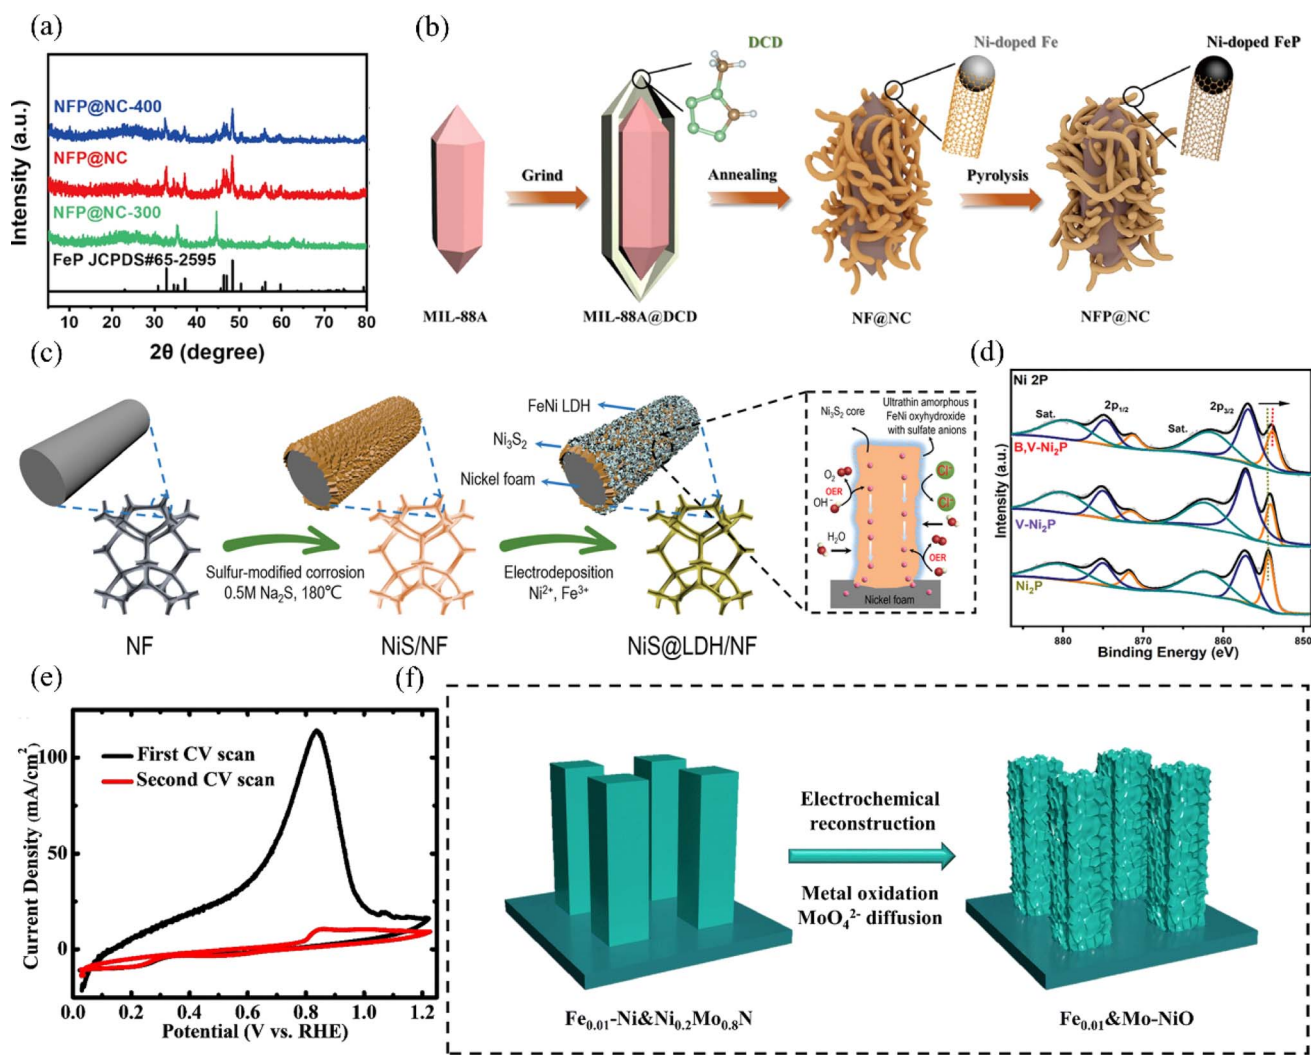 (a)
Intensity (a.u.)
NFP@NC-400
NFP@NC
NFP@NC-300
FeP JCPDS#65-2595
10 20 30 40 50 60 70 80
2θ (degree)
(b)
DCD
Ni-doped Fe
Ni-doped FeP
Grind
Annealing
Pyrolysis
MIL-88A
MIL-88A@DCD
NF@NC
NFP@NC
(c)
FeNi LDH
Ni3S2
Nickel foam
Sulfur-modified corrosion
0.5M Na2S, 180℃
Electrodeposition
Ni2+, Fe3+
NF
NiS/NF
NiS@LDH/NF
Ni3S2 core
Ultrathin amorphous
FeNi oxyhydroxide
with sulfate anions
O2
OER
OH-
H2O
Cl-
Cl-
OER
Nickel foam
(d)
Ni 2P
Sat.
2p1/2
Sat.
2p3/2
B,V-Ni2P
V-Ni2P
Ni2P
Intensity (a.u.)
880 870 860 850
Binding Energy (eV)
(e)
Current Density (mA/cm2)
100
50
0
First CV scan
Second CV scan
0.0 0.2 0.4 0.6 0.8 1.0 1.2
Potential (V vs. RHE)
(f)
Electrochemical
reconstruction
Metal oxidation
MoO42- diffusion
Fe0.01-Ni&Ni0.2Mo0.8N
Fe0.01&Mo-NiO